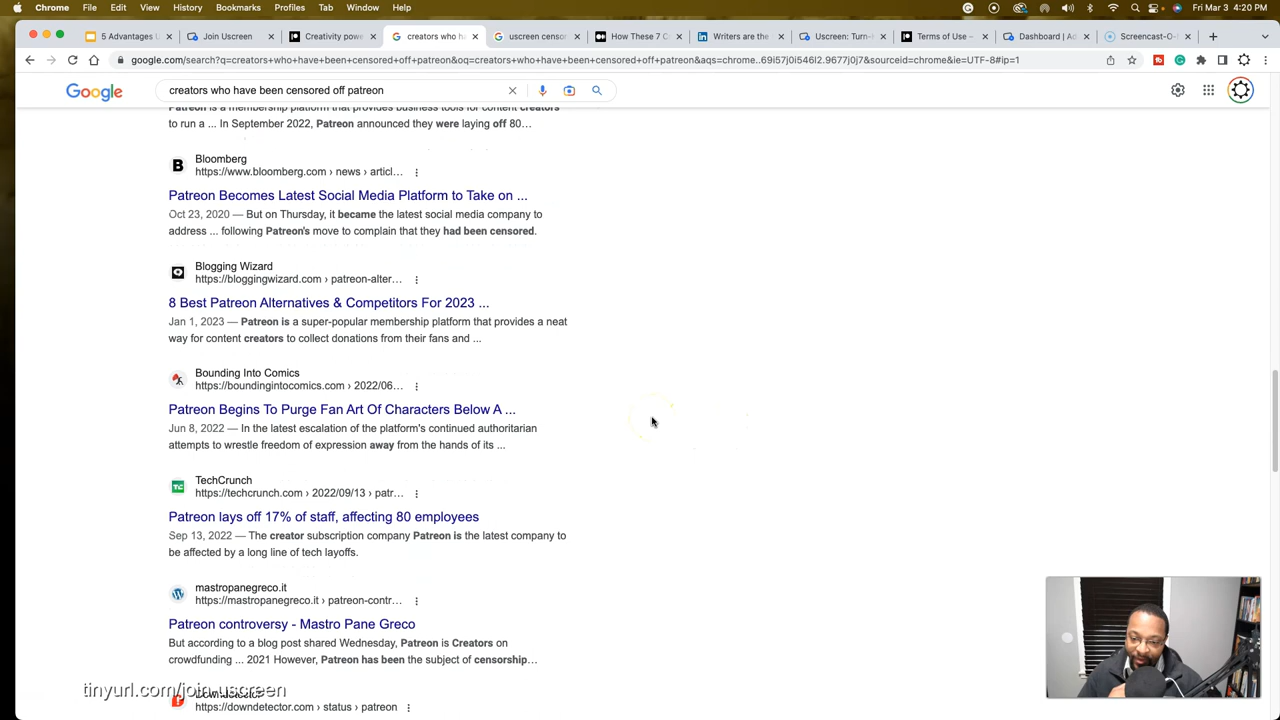 Chrome File Edit View History Bookmarks Profiles Tab Window Help Fri Mar 3 4:20 PM
5 Advantages U
Join Uscreen
Creativity pow
creators who ha
uscreen censor
How These 7 C
Writers are the
Uscreen: Turn-
Terms of Use –
Dashboard | Ad
Screencast-O-
google.com/search?q=creators+who+have+been+censored+off+patreon&oq=creators+who+have+been+censored+off+patreon&aqs=chrome..69i57j0i546l2.9677j0j7&sourceid=chrome&ie=UTF-8#ip=1
Google
creators who have been censored off patreon
Patreon is a membership platform that provides business tools for content creators
to run a ... In September 2022, Patreon announced they were laying off 80...
Bloomberg
https://www.bloomberg.com › news › articl...
Patreon Becomes Latest Social Media Platform to Take on ...
Oct 23, 2020 — But on Thursday, it became the latest social media company to
address ... following Patreon's move to complain that they had been censored.
Blogging Wizard
https://bloggingwizard.com › patreon-alter...
8 Best Patreon Alternatives & Competitors For 2023 ...
Jan 1, 2023 — Patreon is a super-popular membership platform that provides a neat
way for content creators to collect donations from their fans and ...
Bounding Into Comics
https://boundingintocomics.com › 2022/06...
Patreon Begins To Purge Fan Art Of Characters Below A ...
Jun 8, 2022 — In the latest escalation of the platform's continued authoritarian
attempts to wrestle freedom of expression away from the hands of its ...
TechCrunch
https://techcrunch.com › 2022/09/13 › patr...
Patreon lays off 17% of staff, affecting 80 employees
Sep 13, 2022 — The creator subscription company Patreon is the latest company to
be affected by a long line of tech layoffs.
mastropanegreco.it
https://mastropanegreco.it › patreon-contr...
Patreon controversy - Mastro Pane Greco
But according to a blog post shared Wednesday, Patreon is Creators on
crowdfunding ... 2021 However, Patreon has been the subject of censorship...
tinyurl.com/join-uscreen
Downdetector
https://downdetector.com › status › patreon